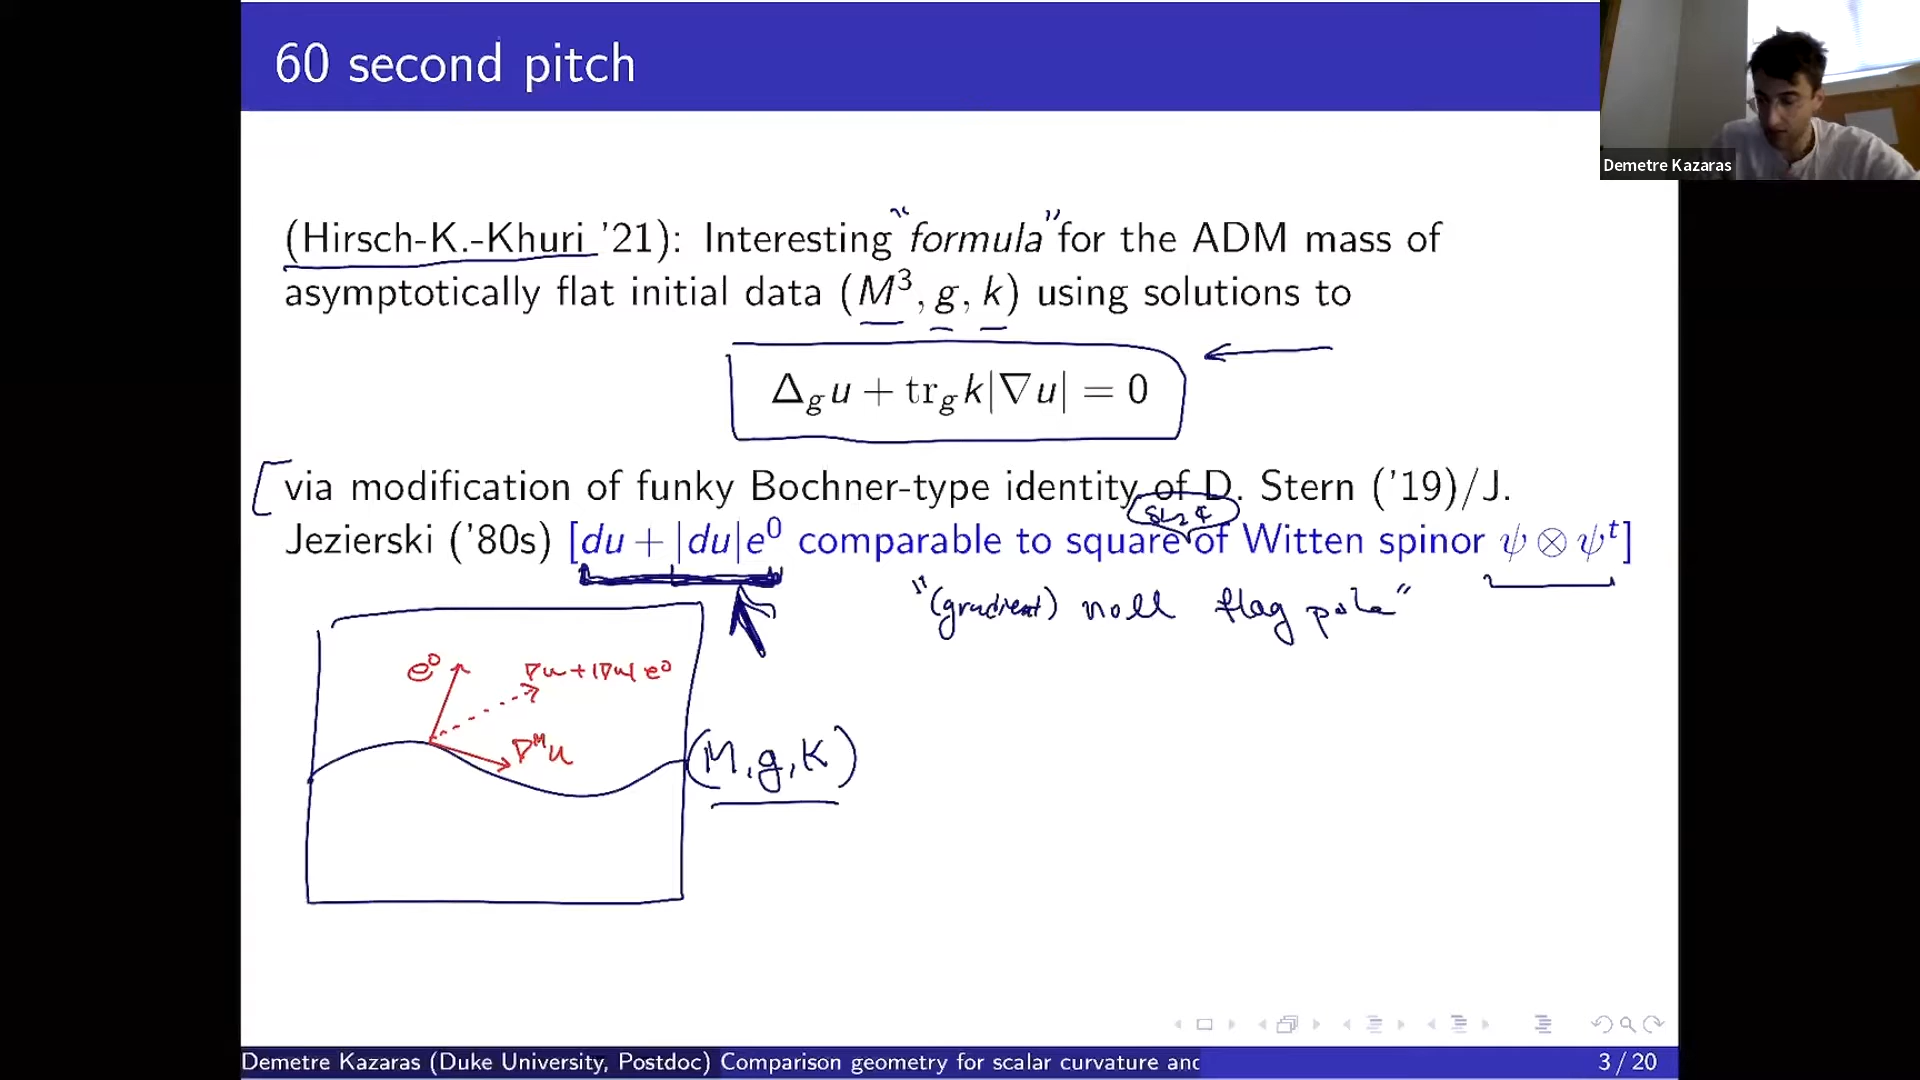 60 second pitch
Demetre Kazaras
(Hirsch-K.-Khuri '21): Interesting "formula" for the ADM mass of
asymptotically flat initial data (M³, g, k) using solutions to
Δ_g u + tr_g k|∇u| = 0
via modification of funky Bochner-type identity of D. Stern ('19)/J.
Jezierski ('80s) [du + |du|e⁰ comparable to square of Witten spinor ψ ⊗ ψᵗ]
"(gradient) null flag pole"
e⁰
∇u + |∇u| e⁰
∇ᴹu
(M, g, K)
Demetre Kazaras (Duke University, Postdoc) Comparison geometry for scalar curvature and
3 / 20